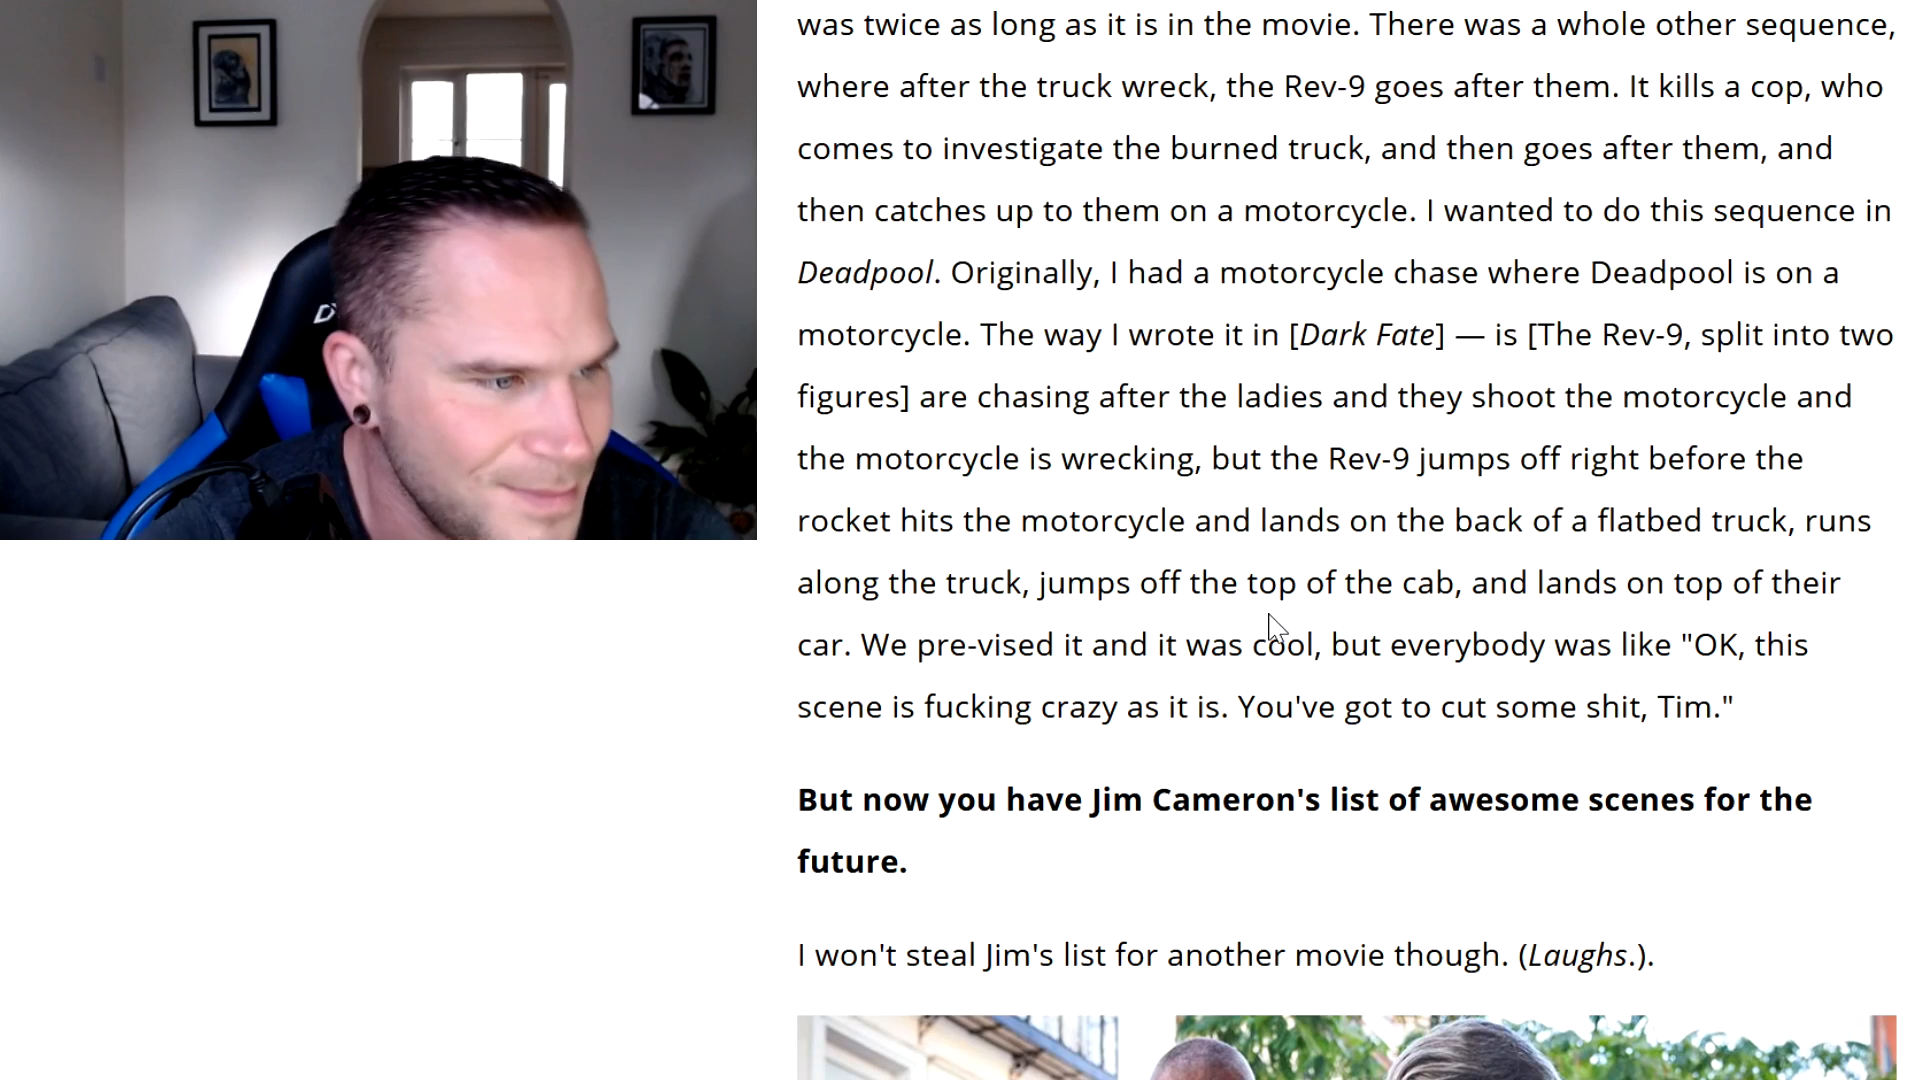 was twice as long as it is in the movie. There was a whole other sequence,
where after the truck wreck, the Rev-9 goes after them. It kills a cop, who
comes to investigate the burned truck, and then goes after them, and
then catches up to them on a motorcycle. I wanted to do this sequence in
Deadpool. Originally, I had a motorcycle chase where Deadpool is on a
motorcycle. The way I wrote it in [Dark Fate] — is [The Rev-9, split into two
figures] are chasing after the ladies and they shoot the motorcycle and
the motorcycle is wrecking, but the Rev-9 jumps off right before the
rocket hits the motorcycle and lands on the back of a flatbed truck, runs
along the truck, jumps off the top of the cab, and lands on top of their
car. We pre-vised it and it was cool, but everybody was like "OK, this
scene is fucking crazy as it is. You've got to cut some shit, Tim."
But now you have Jim Cameron's list of awesome scenes for the
future.
I won't steal Jim's list for another movie though. (Laughs.).